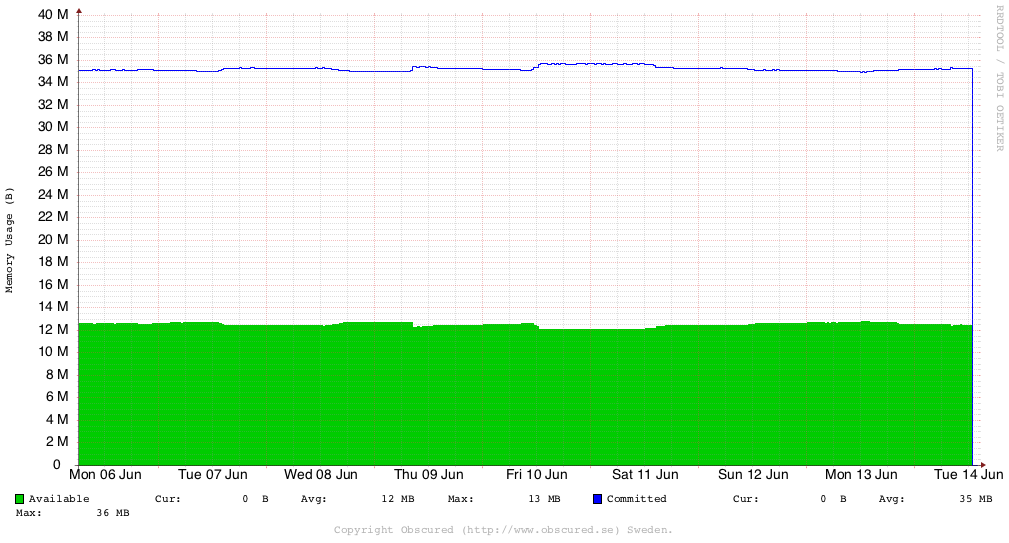 40 M
38 M
36 M
34 M
32 M
30 M
28 M
26 M
24 M
22 M
20 M
18 M
16 M
14 M
12 M
10 M
8 M
6 M
4 M
2 M
0
Memory Usage (B)
RRDTOOL / TOBI OETIKER
Mon 06 Jun Tue 07 Jun Wed 08 Jun Thu 09 Jun Fri 10 Jun Sat 11 Jun Sun 12 Jun Mon 13 Jun Tue 14 Jun
Available Cur: 0 B Avg: 12 MB Max: 13 MB Committed Cur: 0 B Avg: 35 MB
Max: 36 MB
Copyright Obscured (http://www.obscured.se) Sweden.